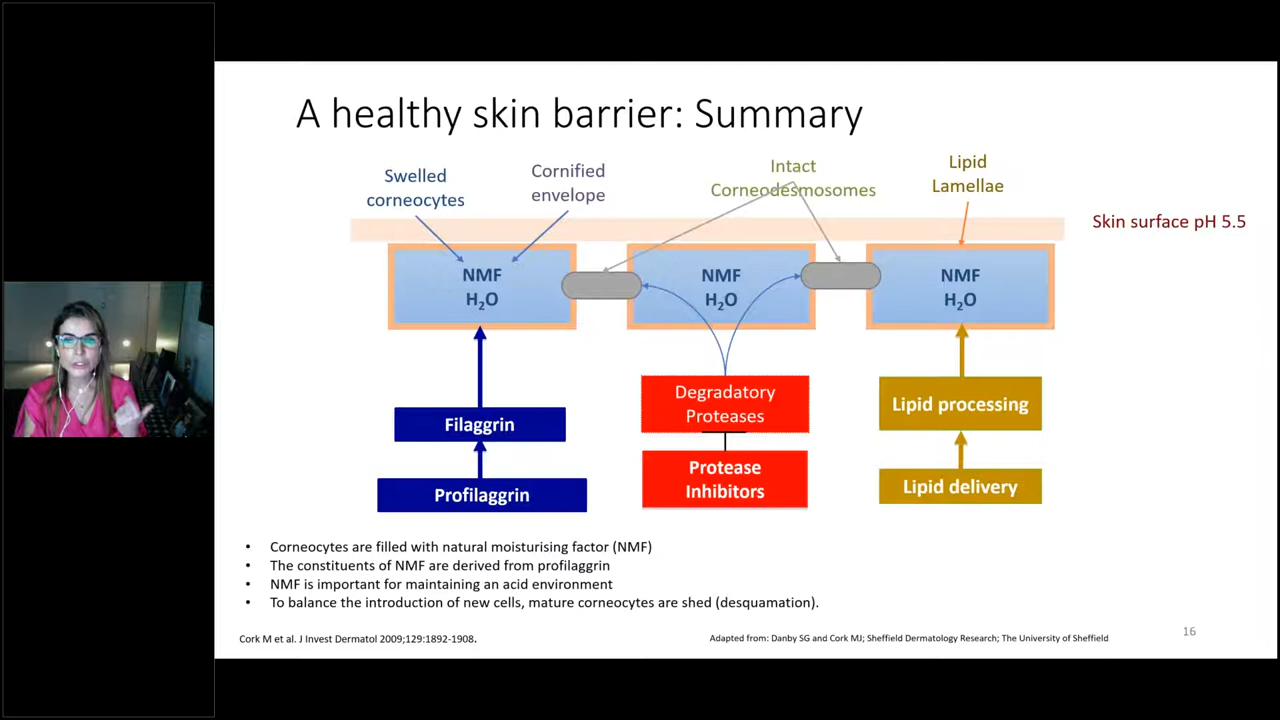 A healthy skin barrier: Summary
Swelled
corneocytes
Cornified
envelope
Intact
Corneodesmosomes
Lipid
Lamellae
Skin surface pH 5.5
NMF
H₂O
NMF
H₂O
NMF
H₂O
Filaggrin
Profilaggrin
Degradatory
Proteases
Protease
Inhibitors
Lipid processing
Lipid delivery
• Corneocytes are filled with natural moisturising factor (NMF)
• The constituents of NMF are derived from profilaggrin
• NMF is important for maintaining an acid environment
• To balance the introduction of new cells, mature corneocytes are shed (desquamation).
Cork M et al. J Invest Dermatol 2009;129:1892-1908.
Adapted from: Danby SG and Cork MJ; Sheffield Dermatology Research; The University of Sheffield
16